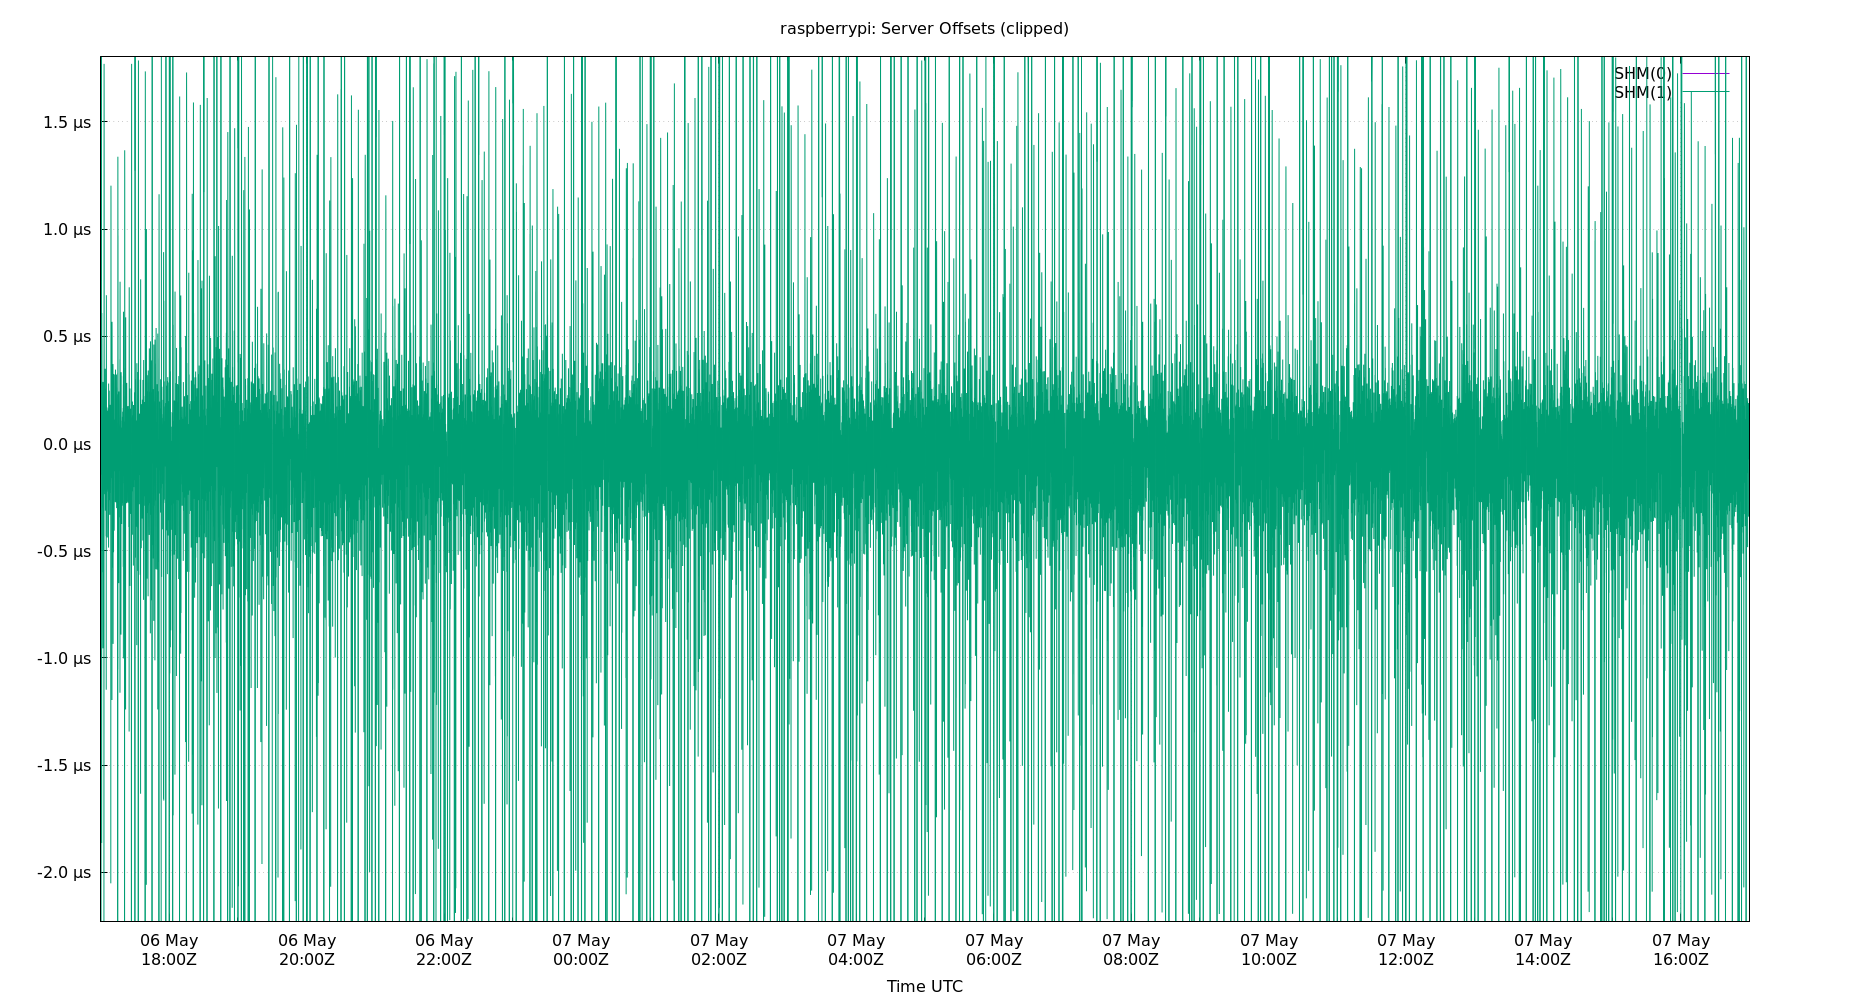 raspberrypi: Server Offsets (clipped)
SHM(0)
SHM(1)
1.5 µs
1.0 µs
0.5 µs
0.0 µs
-0.5 µs
-1.0 µs
-1.5 µs
-2.0 µs
06 May 06 May 06 May 07 May 07 May 07 May 07 May 07 May 07 May 07 May 07 May 07 May
18:00Z 20:00Z 22:00Z 00:00Z 02:00Z 04:00Z 06:00Z 08:00Z 10:00Z 12:00Z 14:00Z 16:00Z
Time UTC